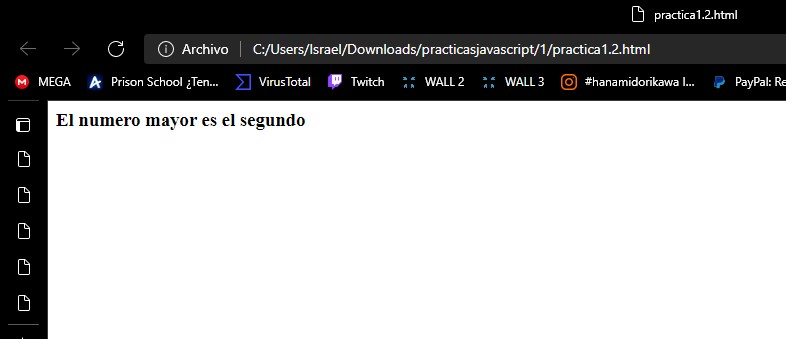 practica1.2.html
Archivo C:/Users/Israel/Downloads/practicasjavascript/1/practica1.2.html
MEGA Prison School ¿Ten... VirusTotal Twitch WALL 2 WALL 3 #hanamidorikawa l... PayPal: Re
El numero mayor es el segundo